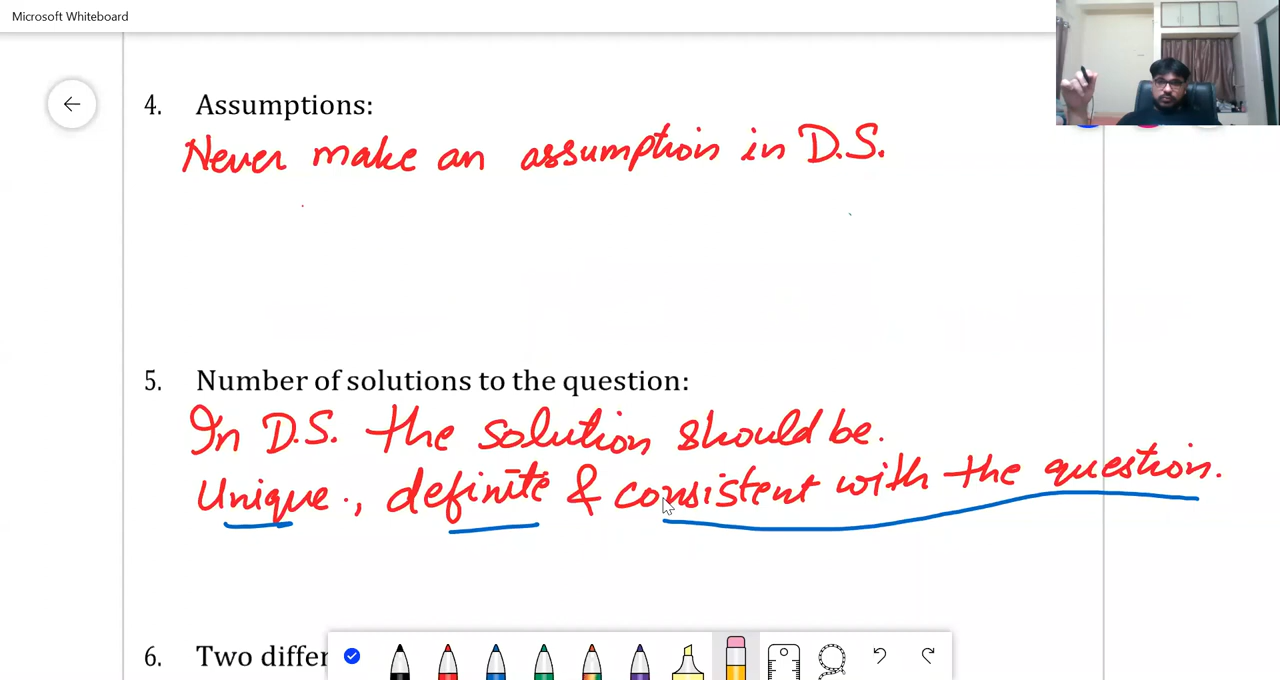 Microsoft Whiteboard
4. Assumptions:
Never make an assumption in D.S.
5. Number of solutions to the question:
In D.S. the solution should be.
Unique., definite & consistent with the question.
6. Two differ